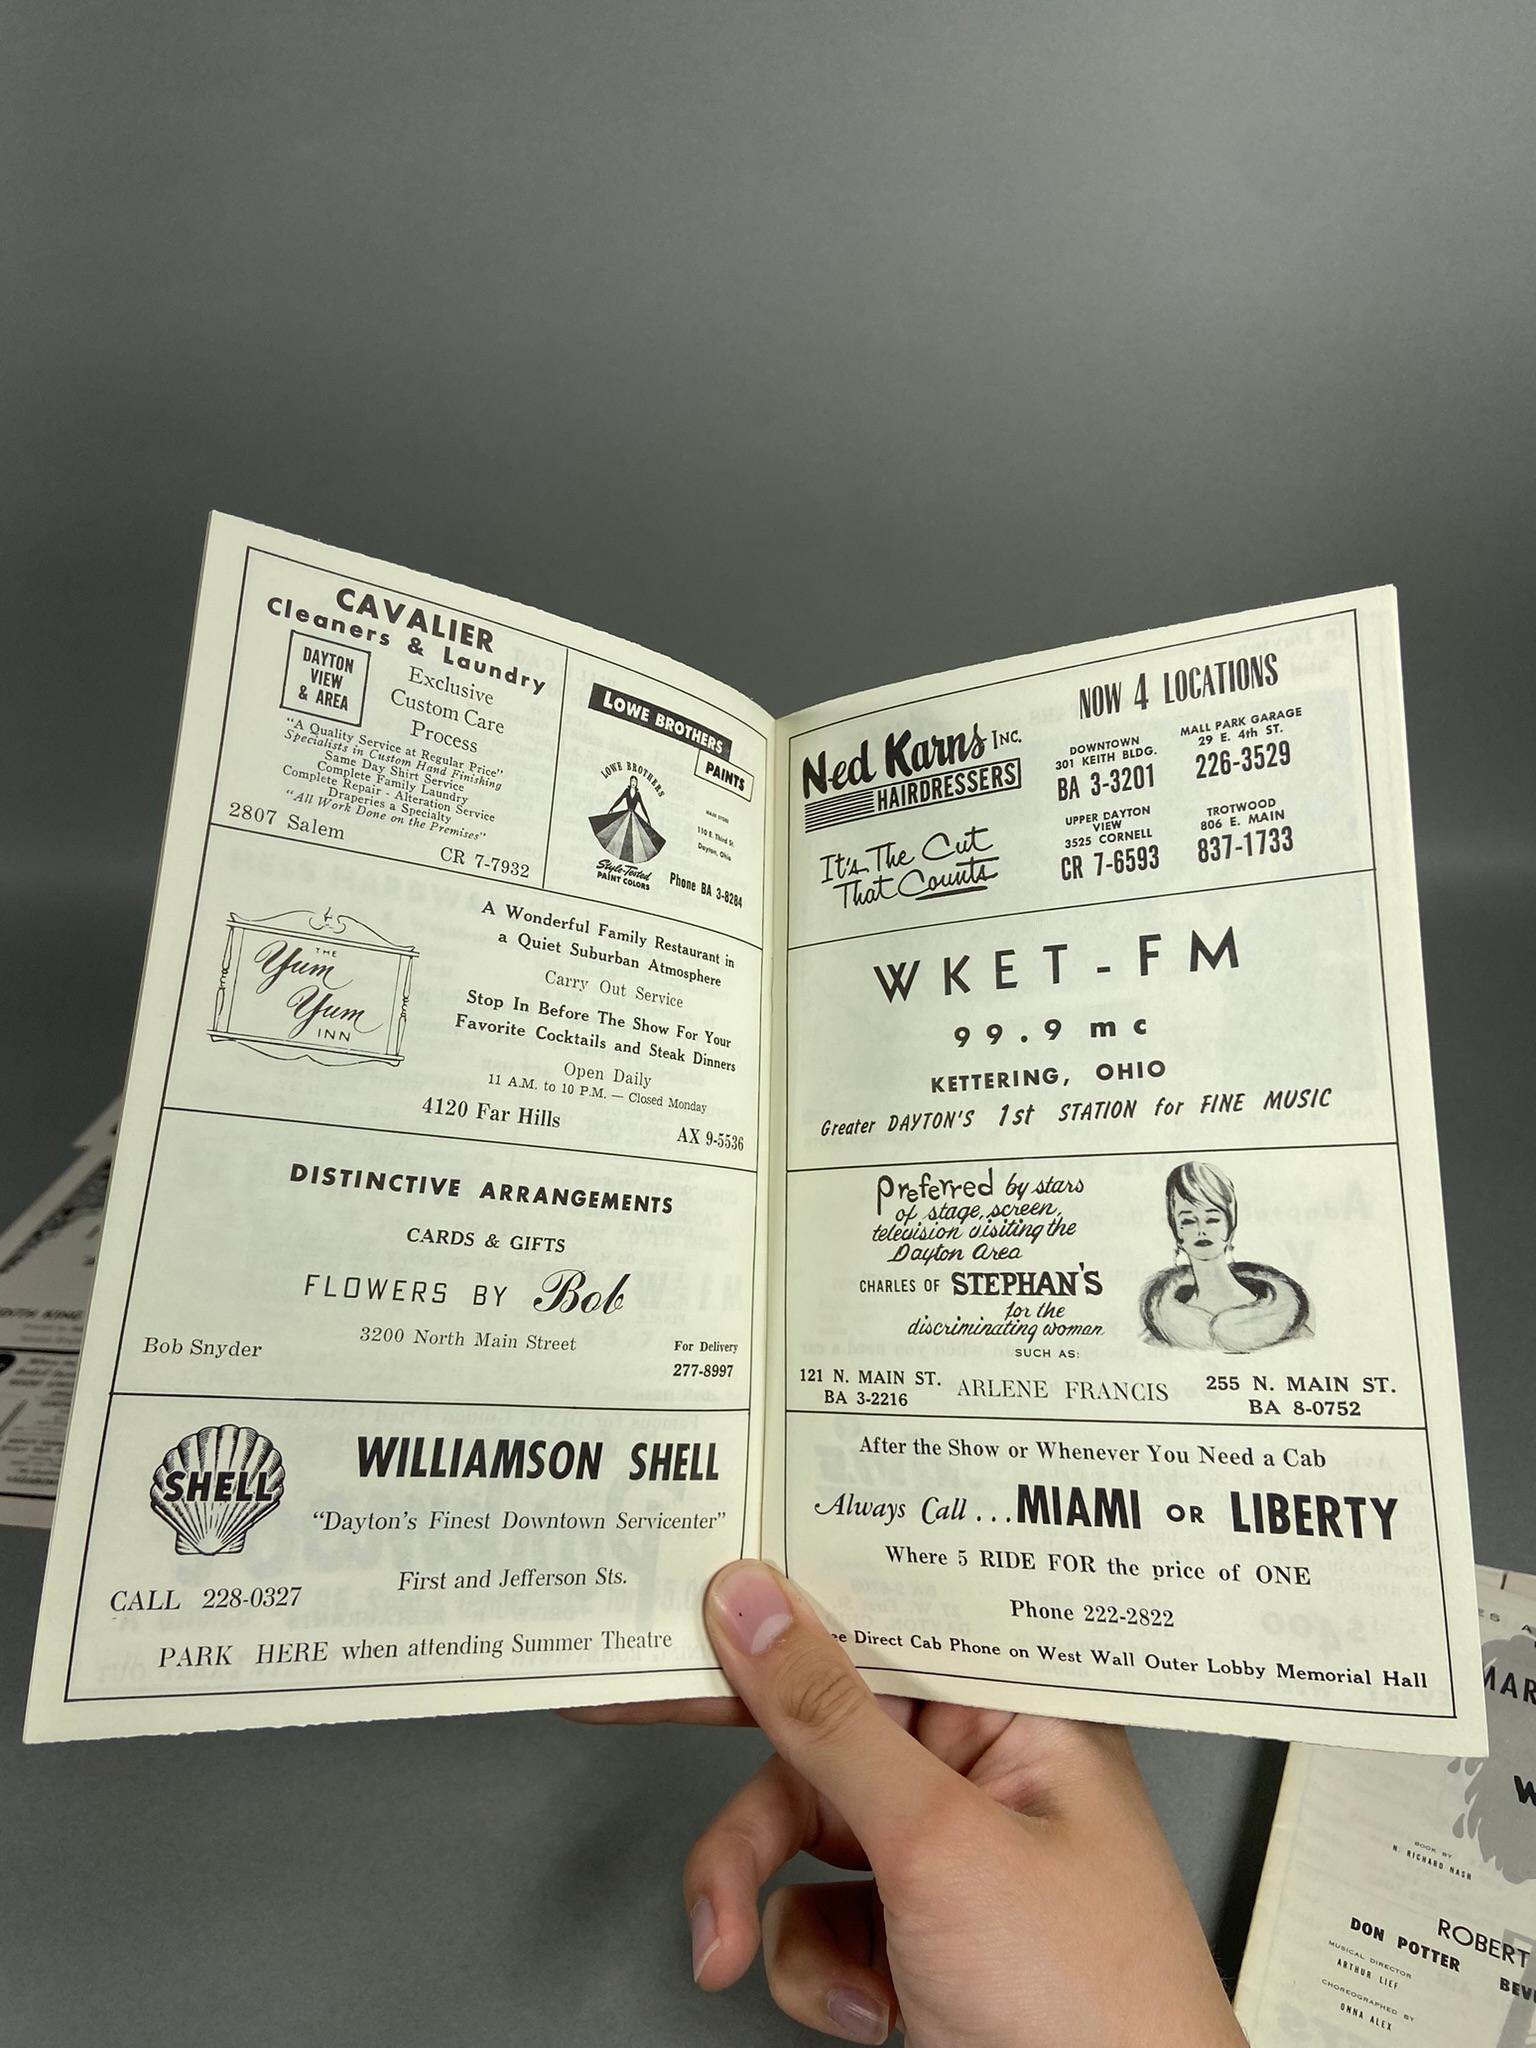 CAVALIER
Cleaners & Laundry
DAYTON
VIEW
& AREA
Exclusive
Custom Care
Process
"A Quality Service at Regular Price"
Specialists in Custom Hand Finishing
Same Day Shirt Service
Complete Family Laundry
Complete Repair - Alteration Service
Draperies a Specialty
"All Work Done on the Premises"
2807 Salem
CR 7-7932
LOWE BROTHERS
PAINTS
LOWE BROTHERS
Style-Tested
PAINT COLORS
MAIN STORE
110 E. Third St.
Dayton, Ohio
Phone BA 3-8284
THE
Yum
Yum
INN
A Wonderful Family Restaurant in
a Quiet Suburban Atmosphere
Carry Out Service
Stop In Before The Show For Your
Favorite Cocktails and Steak Dinners
Open Daily
11 A.M. to 10 P.M. — Closed Monday
4120 Far Hills
AX 9-5536
DISTINCTIVE ARRANGEMENTS
CARDS & GIFTS
FLOWERS BY Bob
3200 North Main Street
Bob Snyder
For Delivery
277-8997
SHELL
WILLIAMSON SHELL
"Dayton's Finest Downtown Servicenter"
First and Jefferson Sts.
CALL 228-0327
PARK HERE when attending Summer Theatre
NOW 4 LOCATIONS
Ned Karns INC.
HAIRDRESSERS
It's The Cut
That Counts
DOWNTOWN
301 KEITH BLDG.
BA 3-3201
MALL PARK GARAGE
29 E. 4th ST.
226-3529
UPPER DAYTON
VIEW
3525 CORNELL
CR 7-6593
TROTWOOD
806 E. MAIN
837-1733
WKET-FM
99.9 mc
KETTERING, OHIO
Greater DAYTON'S 1st STATION for FINE MUSIC
Preferred by stars
of stage, screen,
television visiting the
Dayton Area
CHARLES OF STEPHAN'S
for the
discriminating woman
SUCH AS:
121 N. MAIN ST.
BA 3-2216
ARLENE FRANCIS
255 N. MAIN ST.
BA 8-0752
After the Show or Whenever You Need a Cab
Always Call ... MIAMI OR LIBERTY
Where 5 RIDE FOR the price of ONE
Phone 222-2822
Direct Cab Phone on West Wall Outer Lobby Memorial Hall
BOOK BY
N. RICHARD NASH
ROBERT
DON POTTER
MUSICAL DIRECTOR
ARTHUR LIEF
CHOREOGRAPHED BY
ONNA ALEX